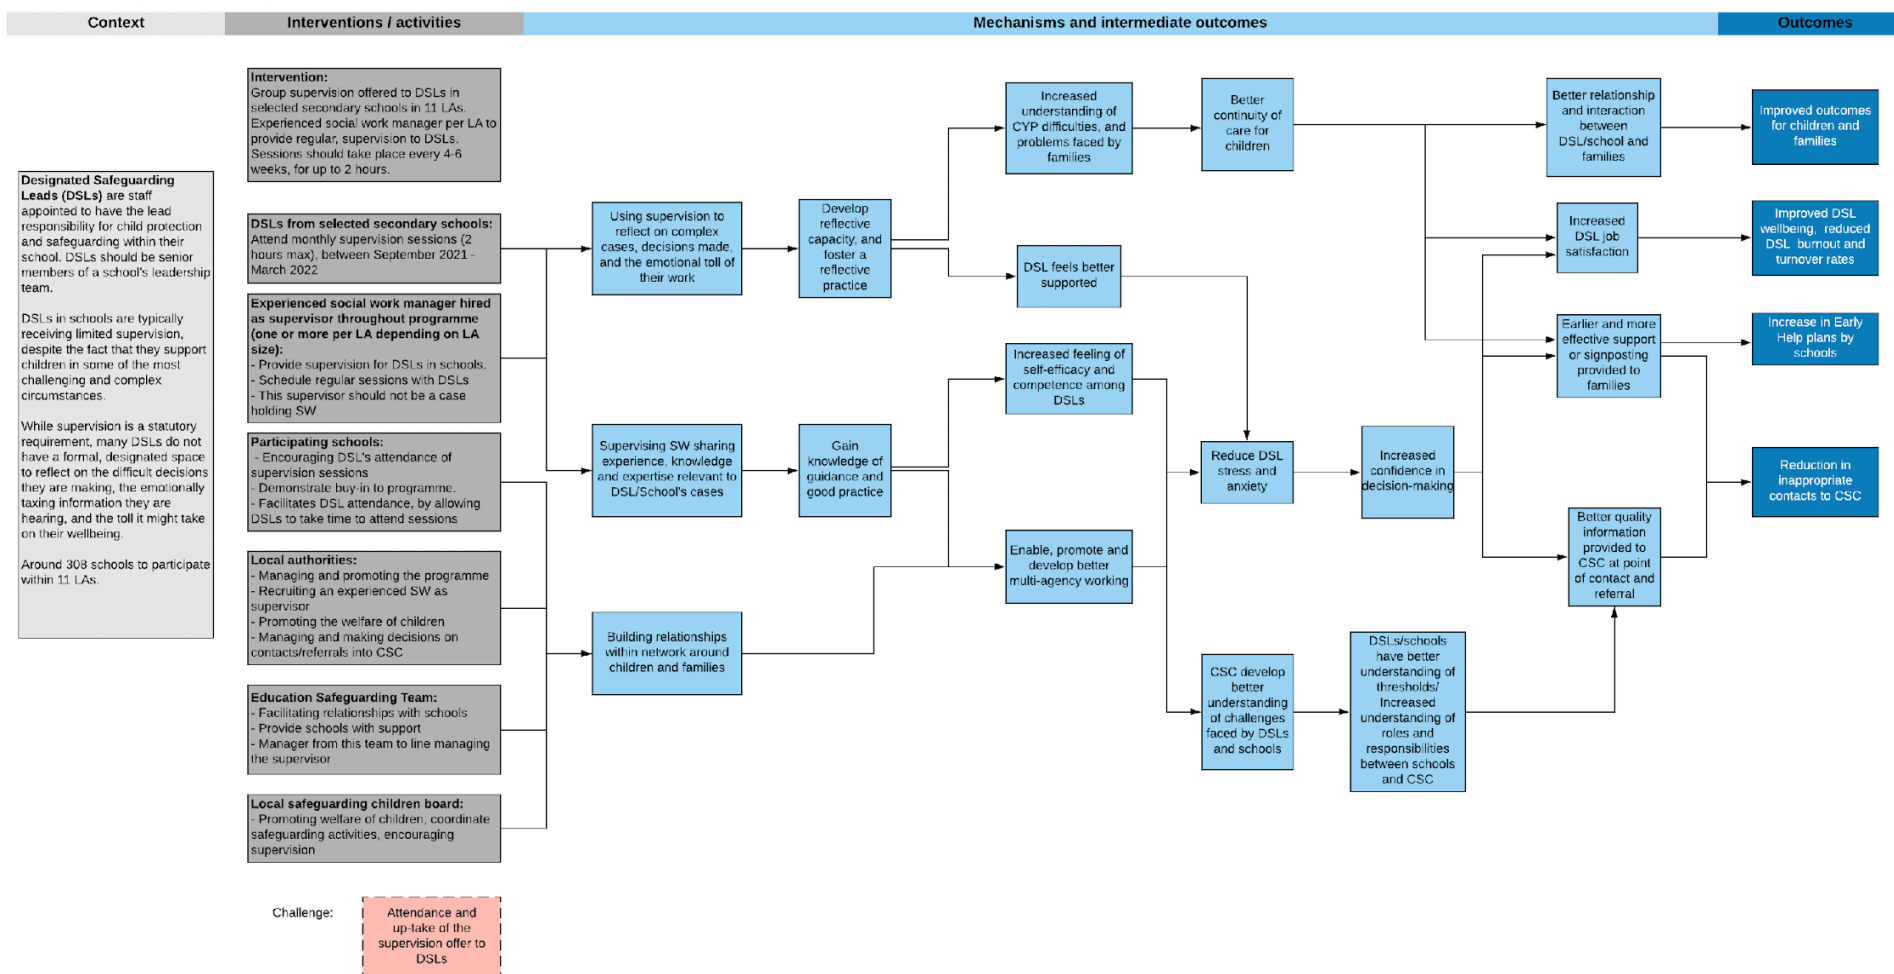 Context
Interventions / activities
Mechanisms and intermediate outcomes
Outcomes
Designated Safeguarding
Leads (DSLs) are staff
appointed to have the lead
responsibility for child protection
and safeguarding within their
school. DSLs should be senior
members of a school's leadership
team.
DSLs in schools are typically
receiving limited supervision,
despite the fact that they support
children in some of the most
challenging and complex
circumstances.
While supervision is a statutory
requirement, many DSLs do not
have a formal, designated space
to reflect on the difficult decisions
they are making, the emotionally
taxing information they are
hearing, and the toll it might take
on their wellbeing.
Around 308 schools to participate
within 11 LAs.
Intervention:
Group supervision offered to DSLs in
selected secondary schools in 11 LAs.
Experienced social work manager per LA to
provide regular, supervision to DSLs.
Sessions should take place every 4-6
weeks, for up to 2 hours.
DSLs from selected secondary schools:
Attend monthly supervision sessions (2
hours max), between September 2021 -
March 2022
Experienced social work manager hired
as supervisor throughout programme
(one or more per LA depending on LA
size):
- Provide supervision for DSLs in schools.
- Schedule regular sessions with DSLs
- This supervisor should not be a case
holding SW
Participating schools:
- Encouraging DSL's attendance of
supervision sessions
- Demonstrate buy-in to programme.
- Facilitates DSL attendance, by allowing
DSLs to take time to attend sessions
Local authorities:
- Managing and promoting the programme
- Recruiting an experienced SW as
supervisor
- Promoting the welfare of children
- Managing and making decisions on
contacts/referrals into CSC
Education Safeguarding Team:
- Facilitating relationships with schools
- Provide schools with support
- Manager from this team to line managing
the supervisor
Local safeguarding children board:
- Promoting welfare of children, coordinate
safeguarding activities, encouraging
supervision
Challenge:
Attendance and
up-take of the
supervision offer to
DSLs
Using supervision to
reflect on complex
cases, decisions made,
and the emotional toll of
their work
Supervising SW sharing
experience, knowledge
and expertise relevant to
DSL/School's cases
Building relationships
within network around
children and families
Develop
reflective
capacity, and
foster a
reflective
practice
Gain
knowledge of
guidance and
good practice
Increased
understanding of
CYP difficulties, and
problems faced by
families
DSL feels better
supported
Increased feeling of
self-efficacy and
competence among
DSLs
Enable, promote and
develop better
multi-agency working
Better
continuity of
care for
children
Reduce DSL
stress and
anxiety
CSC develop
better
understanding
of challenges
faced by DSLs
and schools
Increased
confidence in
decision-making
DSLs/schools
have better
understanding of
thresholds/
Increased
understanding of
roles and
responsibilities
between schools
and CSC
Better relationship
and interaction
between
DSL/school and
families
Increased
DSL job
satisfaction
Earlier and more
effective support
or signposting
provided to
families
Better quality
information
provided to
CSC at point
of contact and
referral
Improved outcomes
for children and
families
Improved DSL
wellbeing, reduced
DSL burnout and
turnover rates
Increase in Early
Help plans by
schools
Reduction in
inappropriate
contacts to CSC